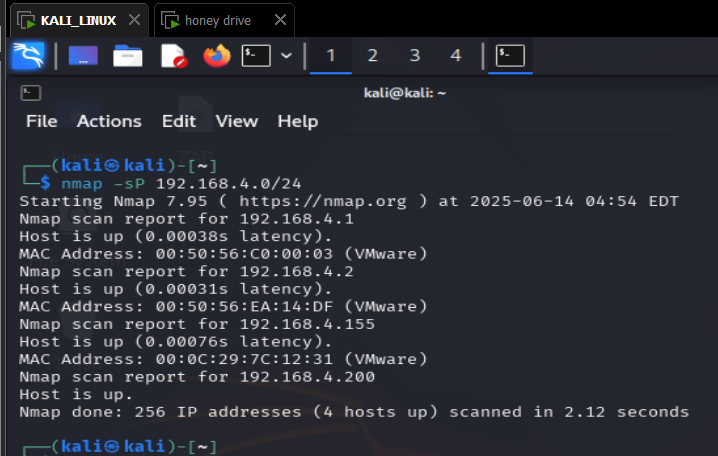 KALI_LINUX honey drive
1 2 3 4
kali@kali: ~
File Actions Edit View Help
┌──(kali㉿kali)-[~]
└─$ nmap -sP 192.168.4.0/24
Starting Nmap 7.95 ( https://nmap.org ) at 2025-06-14 04:54 EDT
Nmap scan report for 192.168.4.1
Host is up (0.00038s latency).
MAC Address: 00:50:56:C0:00:03 (VMware)
Nmap scan report for 192.168.4.2
Host is up (0.00031s latency).
MAC Address: 00:50:56:EA:14:DF (VMware)
Nmap scan report for 192.168.4.155
Host is up (0.00076s latency).
MAC Address: 00:0C:29:7C:12:31 (VMware)
Nmap scan report for 192.168.4.200
Host is up.
Nmap done: 256 IP addresses (4 hosts up) scanned in 2.12 seconds
┌──(kali㉿kali)-[~]